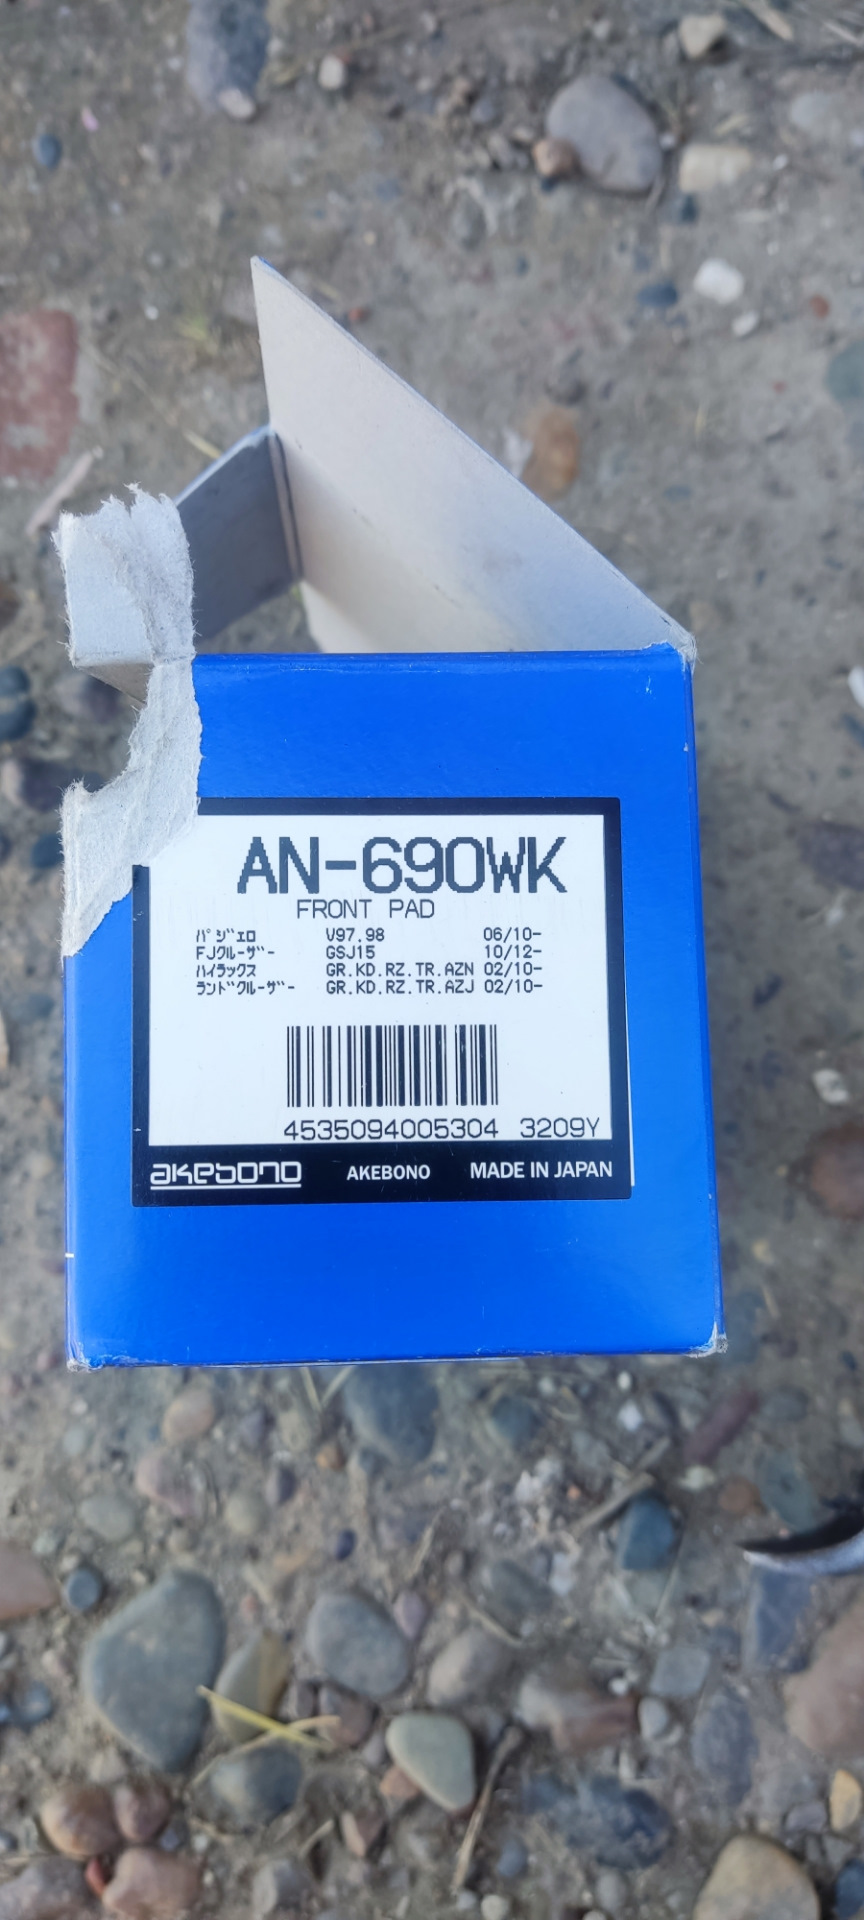 AN-690WK
FRONT PAD
ﾊﾟｼﾞｪﾛ V97.98 06/10-
FJｸﾙｰｻﾞｰ GSJ15 10/12-
ﾊｲﾗｯｸｽ GR.KD.RZ.TR.AZN 02/10-
ﾗﾝﾄﾞｸﾙｰｻﾞｰ GR.KD.RZ.TR.AZJ 02/10-
4535094005304 3209Y
akebono AKEBONO MADE IN JAPAN